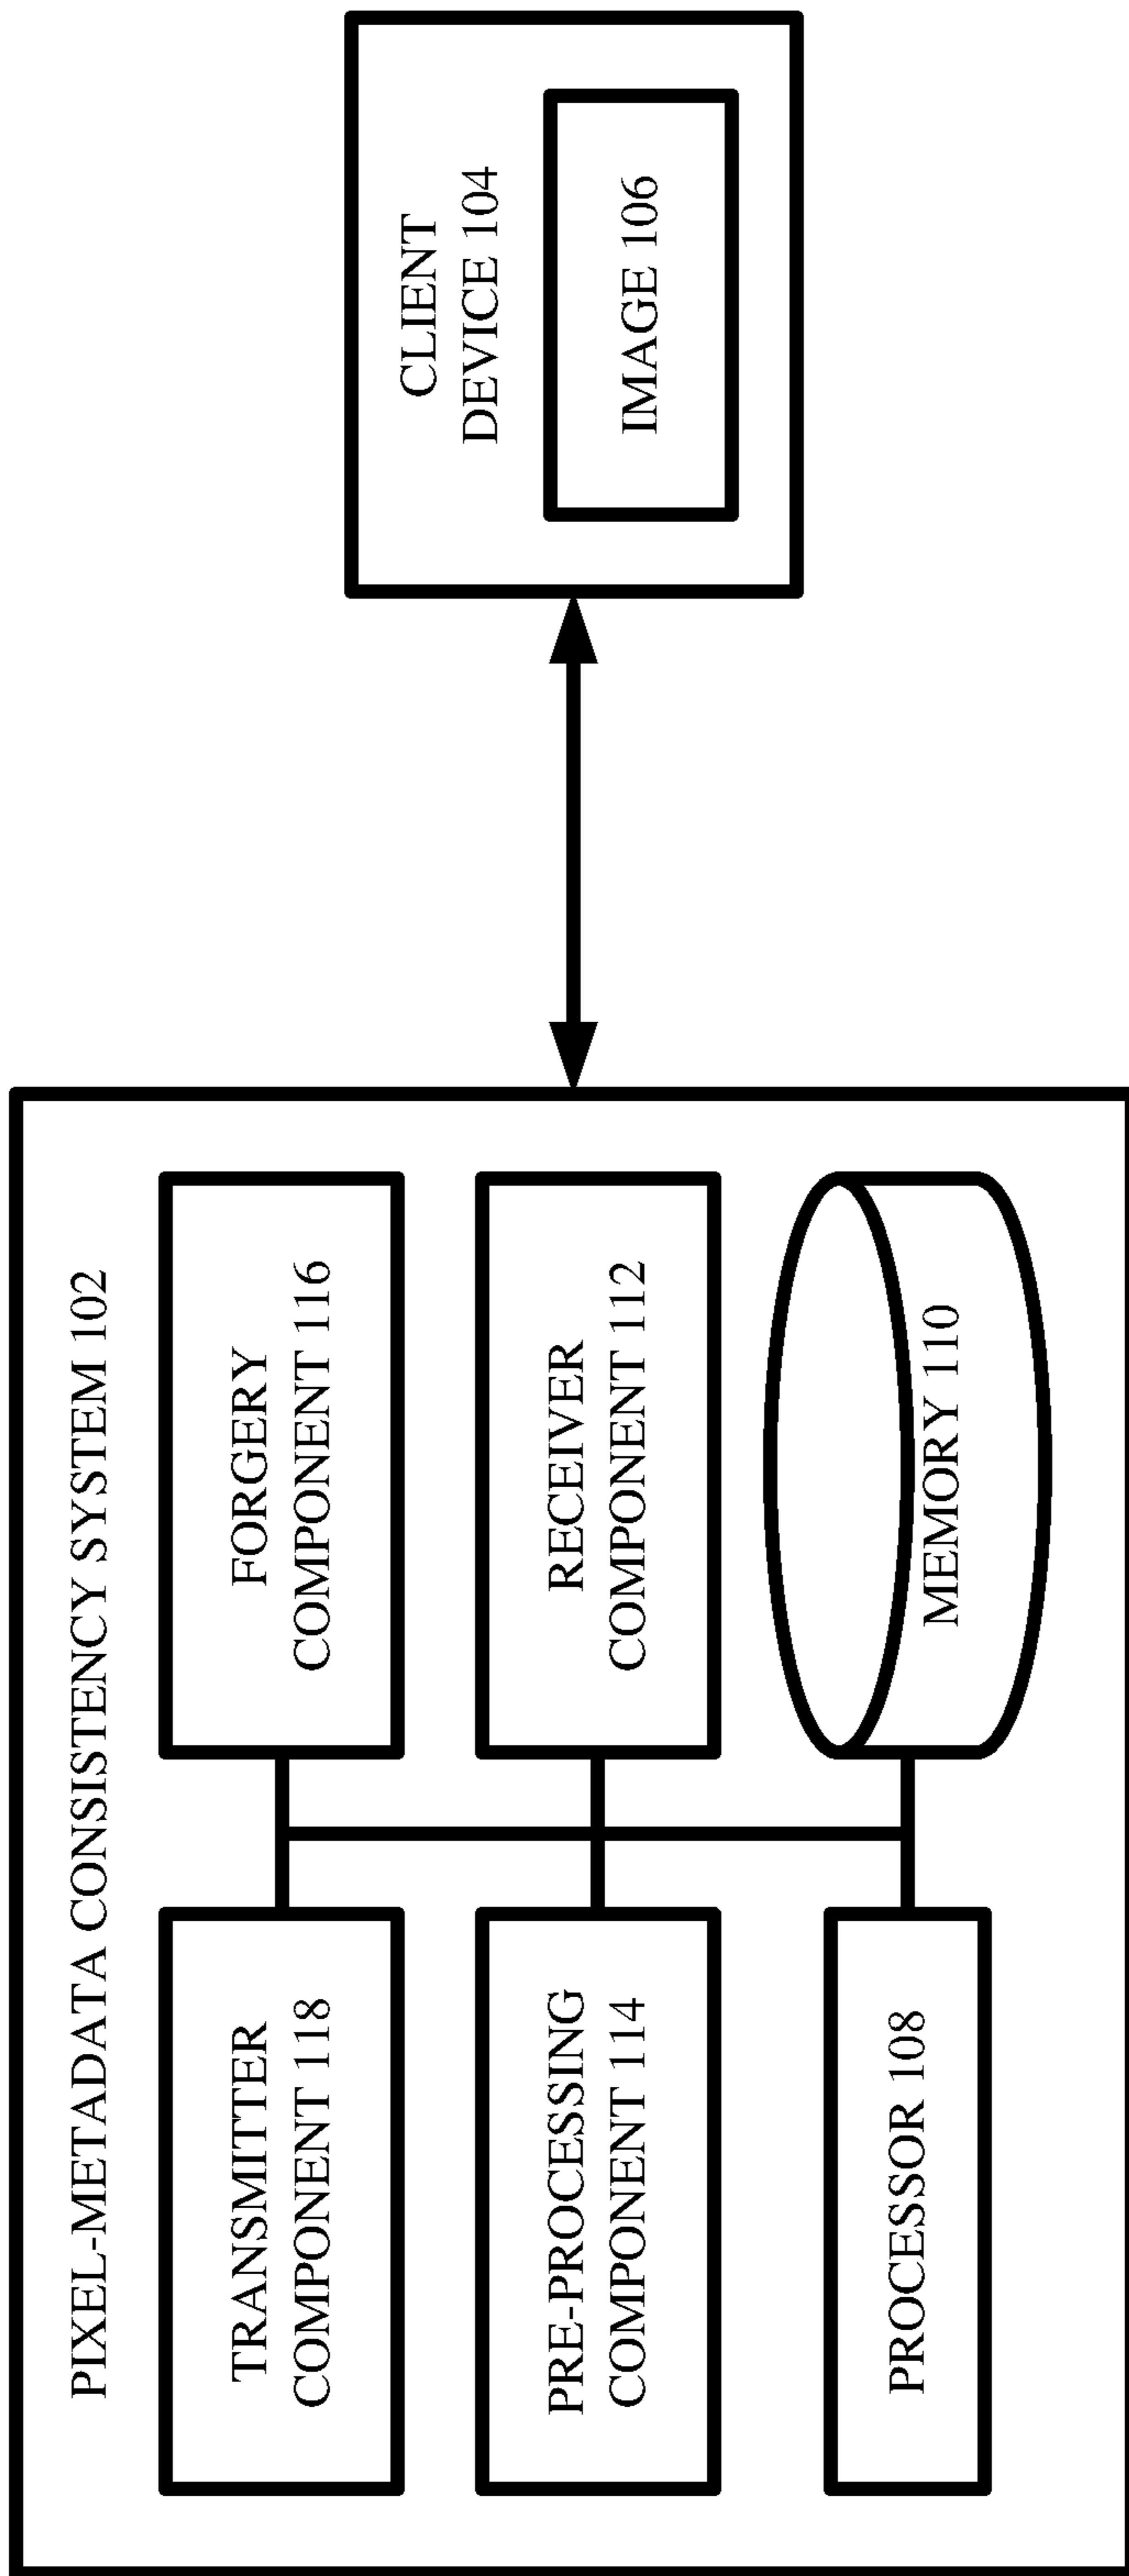 PIXEL-METADATA CONSISTENCY SYSTEM 102
TRANSMITTER
COMPONENT 118
FORGERY
COMPONENT 116
PRE-PROCESSING
COMPONENT 114
RECEIVER
COMPONENT 112
PROCESSOR 108
MEMORY 110
CLIENT
DEVICE 104
IMAGE 106